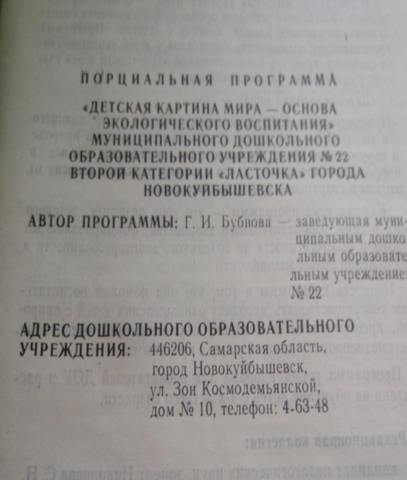 ПОРЦИАЛЬНАЯ ПРОГРАММА
«ДЕТСКАЯ КАРТИНА МИРА — ОСНОВА
ЭКОЛОГИЧЕСКОГО ВОСПИТАНИЯ»
МУНИЦИПАЛЬНОГО ДОШКОЛЬНОГО
ОБРАЗОВАТЕЛЬНОГО УЧРЕЖДЕНИЯ № 22
ВТОРОЙ КАТЕГОРИИ «ЛАСТОЧКА» ГОРОДА
НОВОКУЙБЫШЕВСКА
АВТОР ПРОГРАММЫ: Г. И. Бубнова — заведующая муни-
ципальным дошко-
льным образовате-
льным учреждение
№ 22
АДРЕС ДОШКОЛЬНОГО ОБРАЗОВАТЕЛЬНОГО
УЧРЕЖДЕНИЯ: 446206, Самарская область,
город Новокуйбышевск,
ул. Зои Космодемьянской,
дом № 10, телефон: 4-63-48